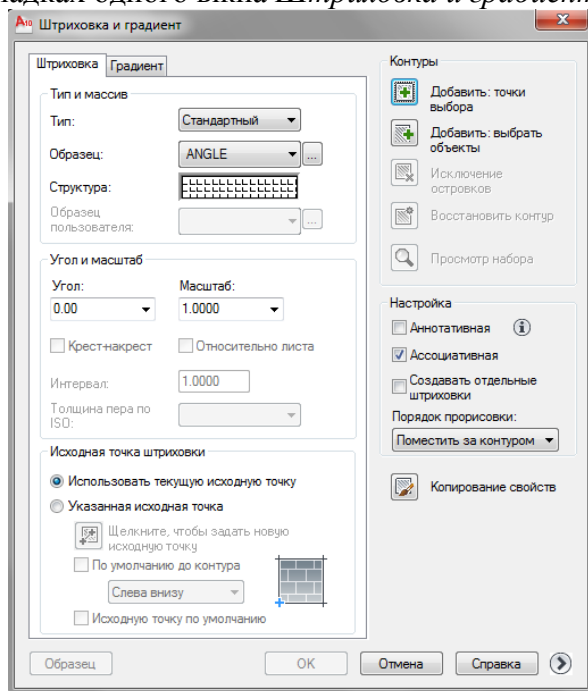 одного окна Штриховка и градиент
A10 Штриховка и градиент
Штриховка Градиент
Тип и массив
Тип: Стандартный
Образец: ANGLE ...
Структура:
Образец
пользователя: ...
Угол и масштаб
Угол: Масштаб:
0.00 1.0000
Крест-накрест Относительно листа
Интервал: 1.0000
Толщина пера по
ISO:
Исходная точка штриховки
Использовать текущую исходную точку
Указанная исходная точка
Щелкните, чтобы задать новую
исходную точку
По умолчанию до контура
Слева внизу
Исходную точку по умолчанию
Контуры
Добавить: точки
выбора
Добавить: выбрать
объекты
Исключение
островков
Восстановить контур
Просмотр набора
Настройка
Аннотативная
Ассоциативная
Создавать отдельные
штриховки
Порядок прорисовки:
Поместить за контуром
Копирование свойств
Образец OK Отмена Справка